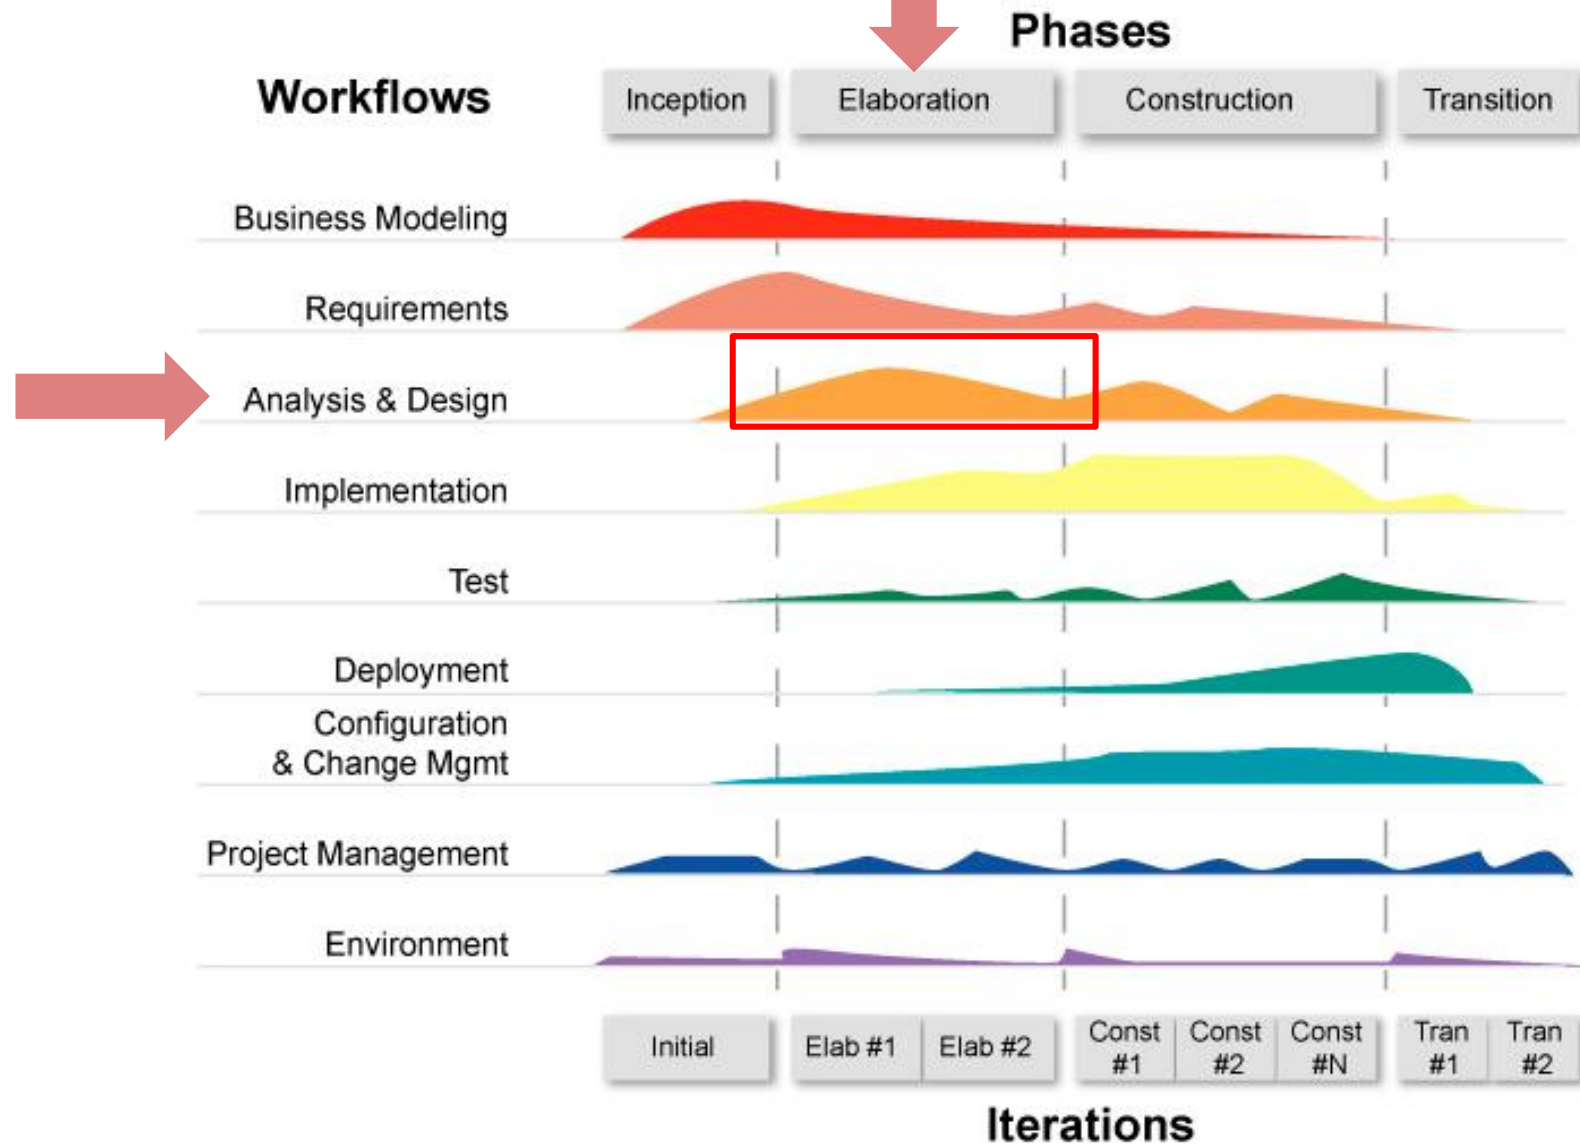 Phases
Workflows
Inception
Elaboration
Construction
Transition
Business Modeling
Requirements
Analysis & Design
Implementation
Test
Deployment
Configuration
& Change Mgmt
Project Management
Environment
Initial
Elab #1
Elab #2
Const
#1
Const
#2
Const
#N
Tran
#1
Tran
#2
Iterations